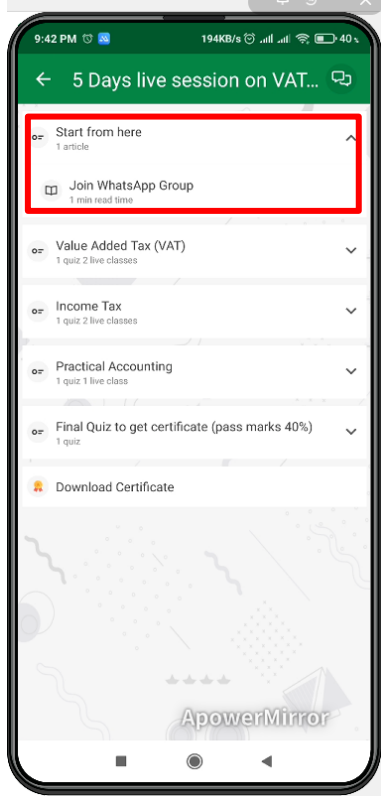 9:42 PM 194KB/s 40
5 Days live session on VAT...
Start from here
1 article
Join WhatsApp Group
1 min read time
Value Added Tax (VAT)
1 quiz 2 live classes
Income Tax
1 quiz 2 live classes
Practical Accounting
1 quiz 1 live class
Final Quiz to get certificate (pass marks 40%)
1 quiz
Download Certificate
ApowerMirror